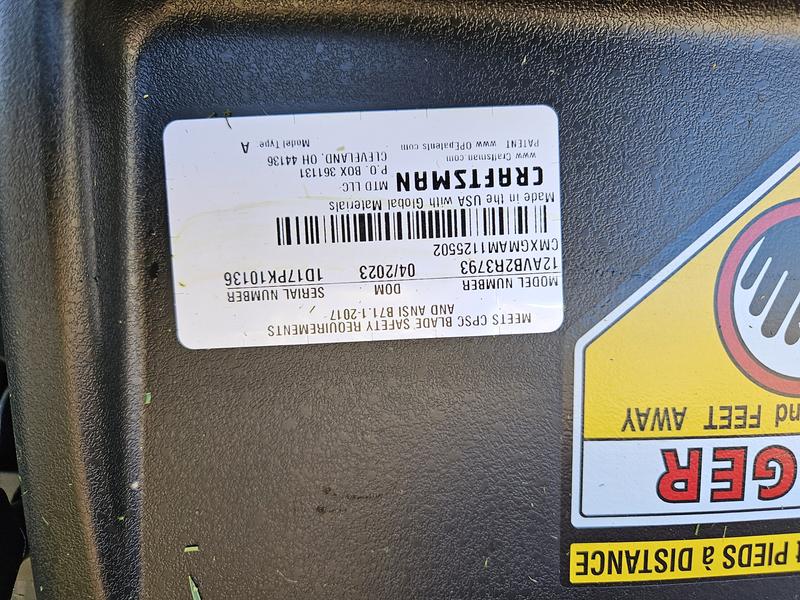 MEETS CPSC BLADE SAFETY REQUIREMENTS
AND ANSI B71.1-2017
MODEL NUMBER DOM SERIAL NUMBER
12AVB2R3793 04/2023 1D17PK10136
CMXGMAM1125502
Made in the USA with Global Materials
CRAFTSMAN
www.Craftsman.com
PATENT www.OPEpatents.com
MTD LLC
P.O. BOX 361131
CLEVELAND, OH 44136
Model Type: A
PIEDS à DISTANCE
GER
nd FEET AWAY